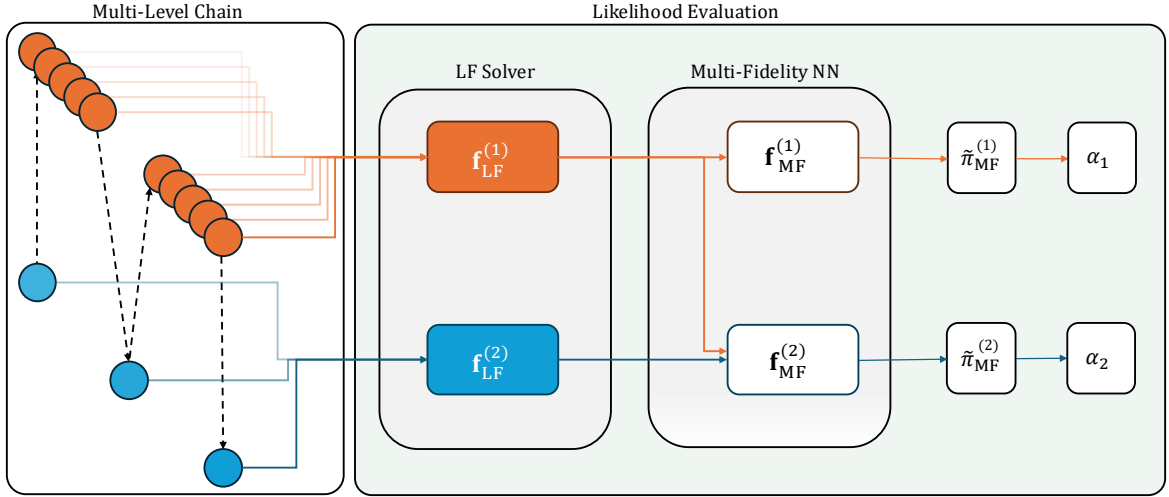 Multi-Level Chain
Likelihood Evaluation
LF Solver
Multi-Fidelity NN
f_LF^(1)
f_MF^(1)
π̃_MF^(1)
α_1
f_LF^(2)
f_MF^(2)
π̃_MF^(2)
α_2